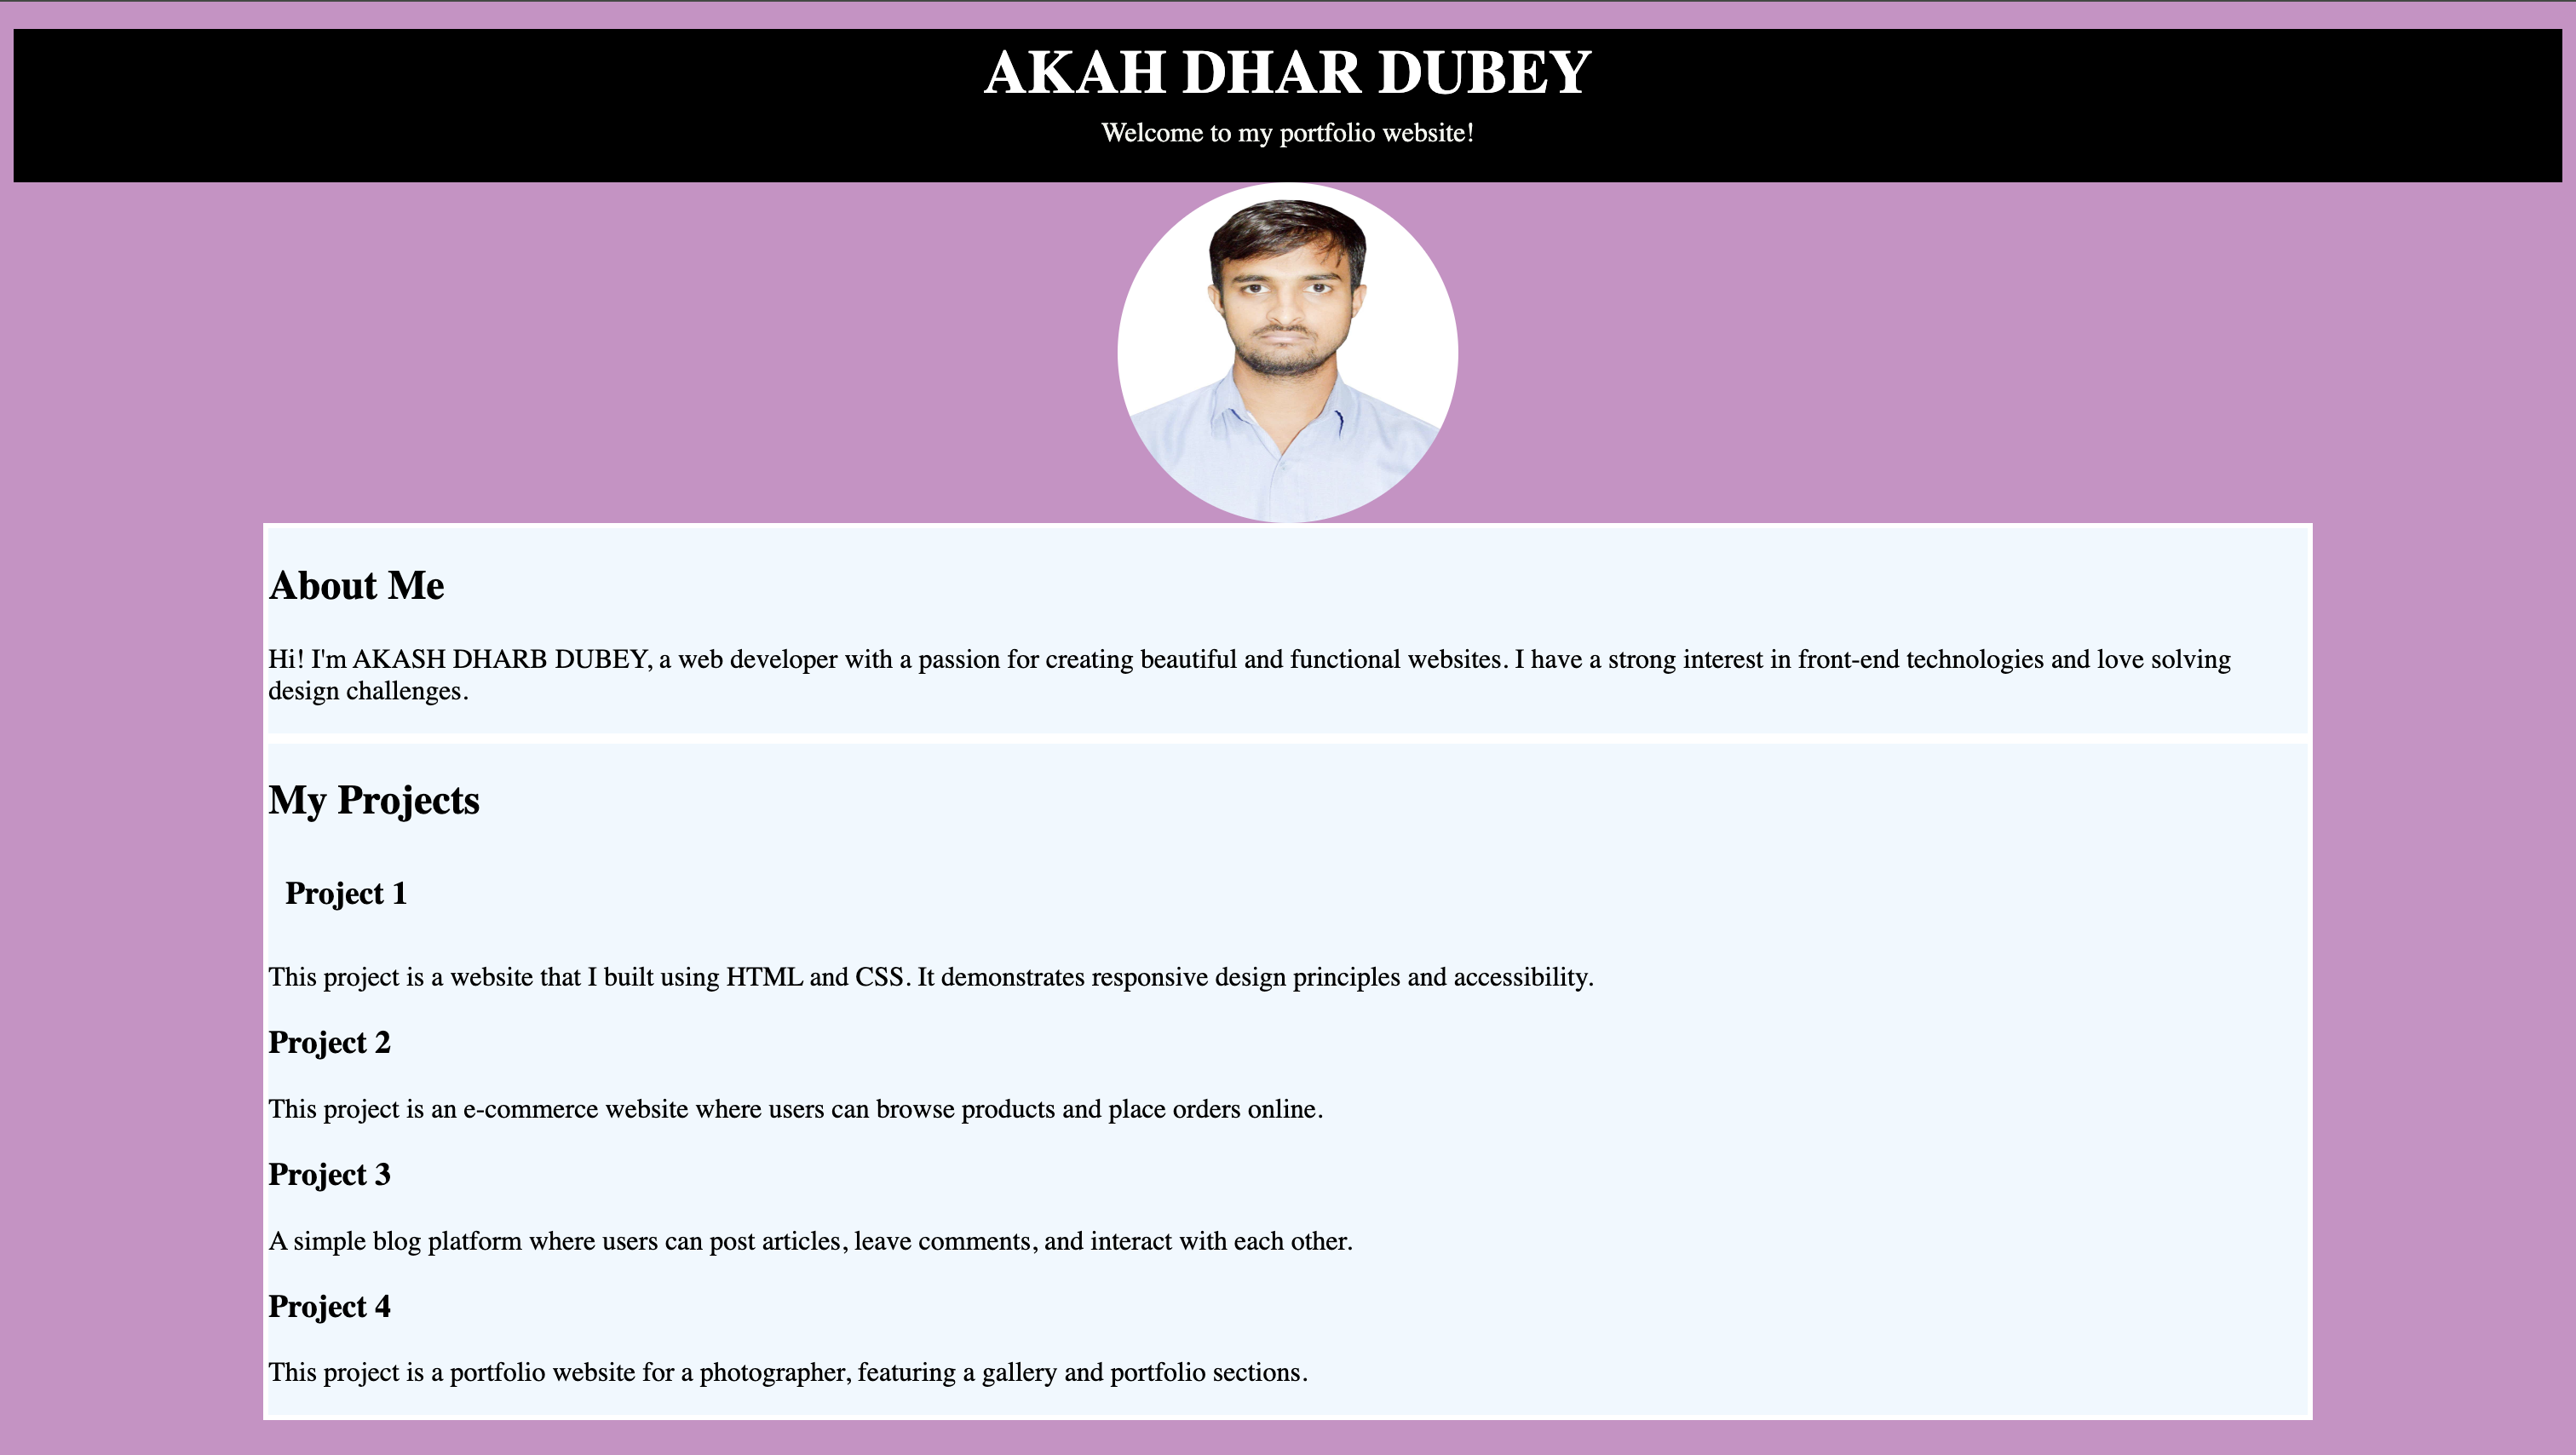 AKAH DHAR DUBEY
Welcome to my portfolio website!
About Me
Hi! I'm AKASH DHARB DUBEY, a web developer with a passion for creating beautiful and functional websites. I have a strong interest in front-end technologies and love solving
design challenges.
My Projects
Project 1
This project is a website that I built using HTML and CSS. It demonstrates responsive design principles and accessibility.
Project 2
This project is an e-commerce website where users can browse products and place orders online.
Project 3
A simple blog platform where users can post articles, leave comments, and interact with each other.
Project 4
This project is a portfolio website for a photographer, featuring a gallery and portfolio sections.